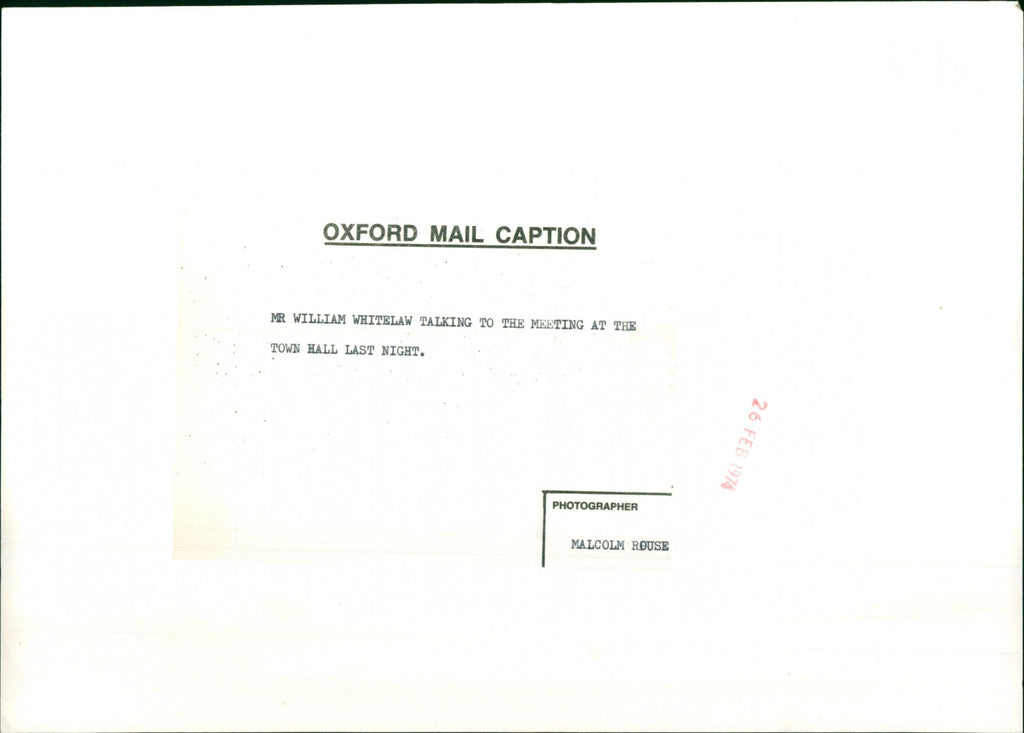 OXFORD MAIL CAPTION
MR WILLIAM WHITELAW TALKING TO THE MEETING AT THE
TOWN HALL LAST NIGHT.
26 FEB 1974
PHOTOGRAPHER
MALCOLM ROUSE